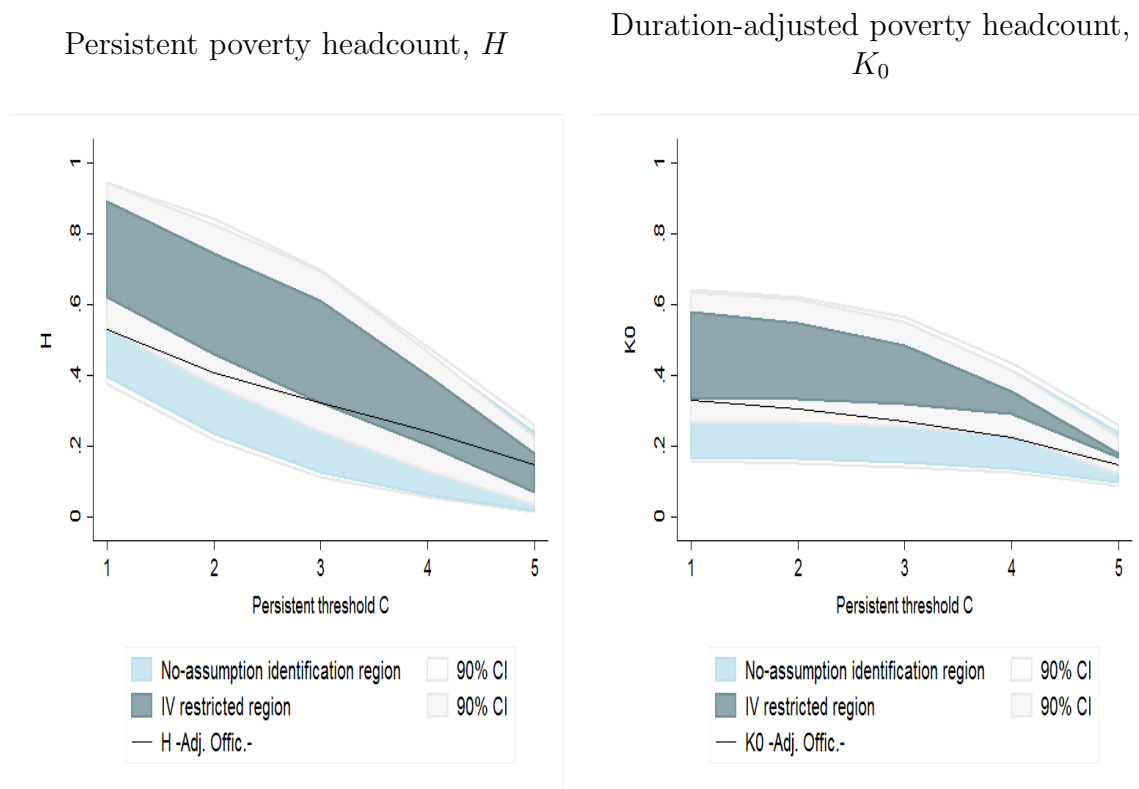 Persistent poverty headcount, H
1
.8
.6
.4
.2
0
H
1 2 3 4 5
Persistent threshold C
No-assumption identification region 90% CI
IV restricted region 90% CI
H -Adj. Offic.-
Duration-adjusted poverty headcount,
K0
1
.8
.6
.4
.2
0
K0
1 2 3 4 5
Persistent threshold C
No-assumption identification region 90% CI
IV restricted region 90% CI
K0 -Adj. Offic.-